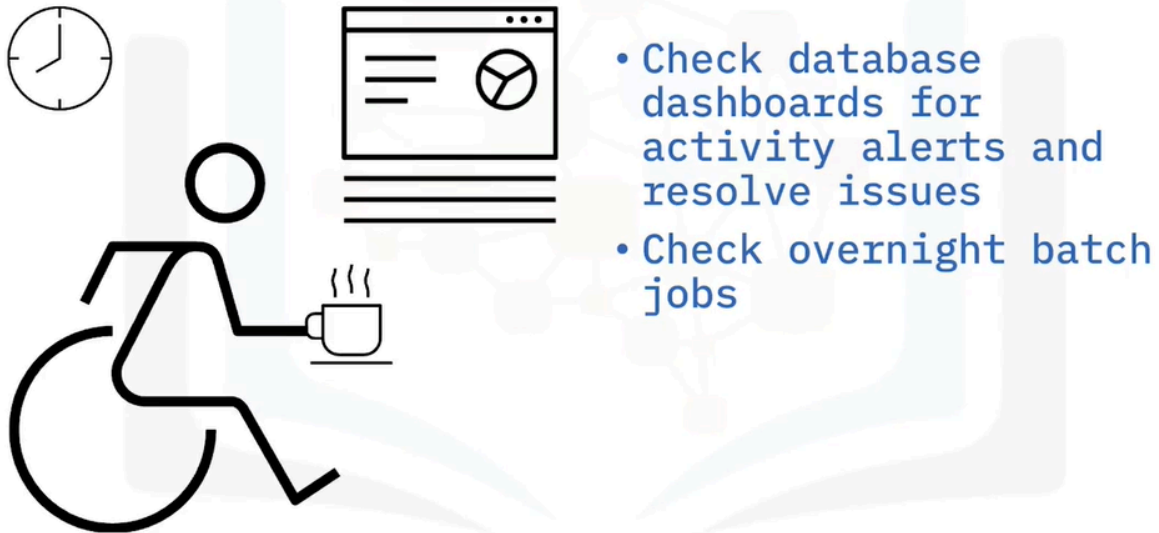 • Check database
dashboards for
activity alerts and
resolve issues
• Check overnight batch
jobs